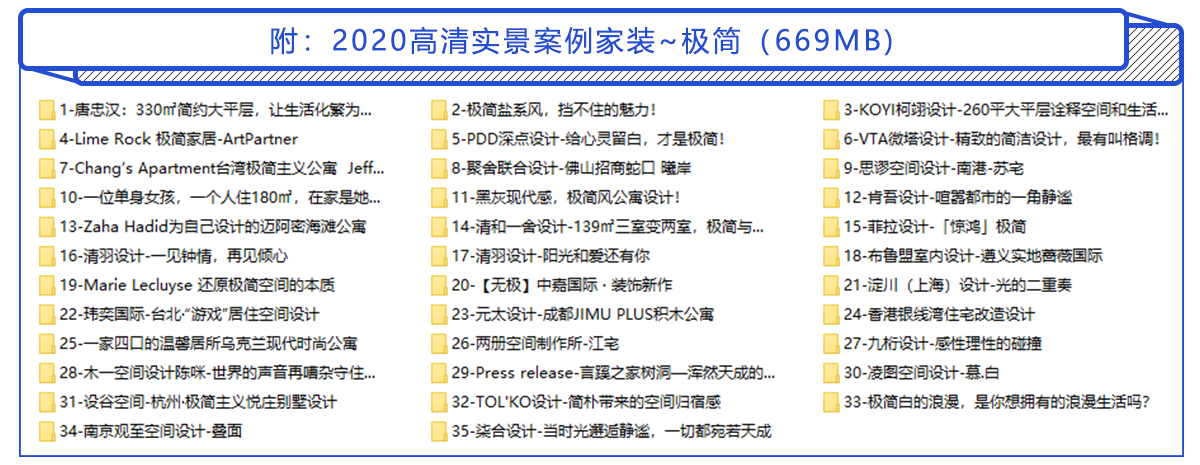 附：2020高清实景案例家装~极简（669MB）
1-唐忠汉：330㎡简约大平层，让生活化繁为...
2-极简盐系风，挡不住的魅力！
3-KOYI柯翊设计-260平大平层诠释空间和生活...
4-Lime Rock 极简家居-ArtPartner
5-PDD深点设计-给心灵留白，才是极简！
6-VTA微塔设计-精致的简洁设计，最有叫格调！
7-Chang's Apartment台湾极简主义公寓 Jeff...
8-聚舍联合设计-佛山招商蛇口 曦岸
9-思谬空间设计-南港-苏宅
10-一位单身女孩，一个人住180㎡，在家是她...
11-黑灰现代感，极简风公寓设计！
12-肯吾设计-喧嚣都市的一角静谧
13-Zaha Hadid为自己设计的迈阿密海滩公寓
14-清和一舍设计-139㎡三室变两室，极简与...
15-菲拉设计-「惊鸿」极简
16-清羽设计-一见钟情，再见倾心
17-清羽设计-阳光和爱还有你
18-布鲁盟室内设计-遵义实地蔷薇国际
19-Marie Lecluyse 还原极简空间的本质
20-【无极】中嘉国际·装饰新作
21-淀川（上海）设计-光的二重奏
22-玮奕国际-台北·“游戏”居住空间设计
23-元太设计-成都JIMU PLUS积木公寓
24-香港银线湾住宅改造设计
25-一家四口的温馨居所乌克兰现代时尚公寓
26-两册空间制作所-江宅
27-九桁设计-感性理性的碰撞
28-木一空间设计陈咪-世界的声音再嘈杂守住...
29-Press release-言蹊之家树洞—浑然天成的...
30-凌图空间设计-慕.白
31-设谷空间-杭州·极简主义悦庄别墅设计
32-TOL'KO设计-简朴带来的空间归宿感
33-极简白的浪漫，是你想拥有的浪漫生活吗？
34-南京观至空间设计-叠面
35-柒合设计-当时光邂逅静谧，一切都宛若天成